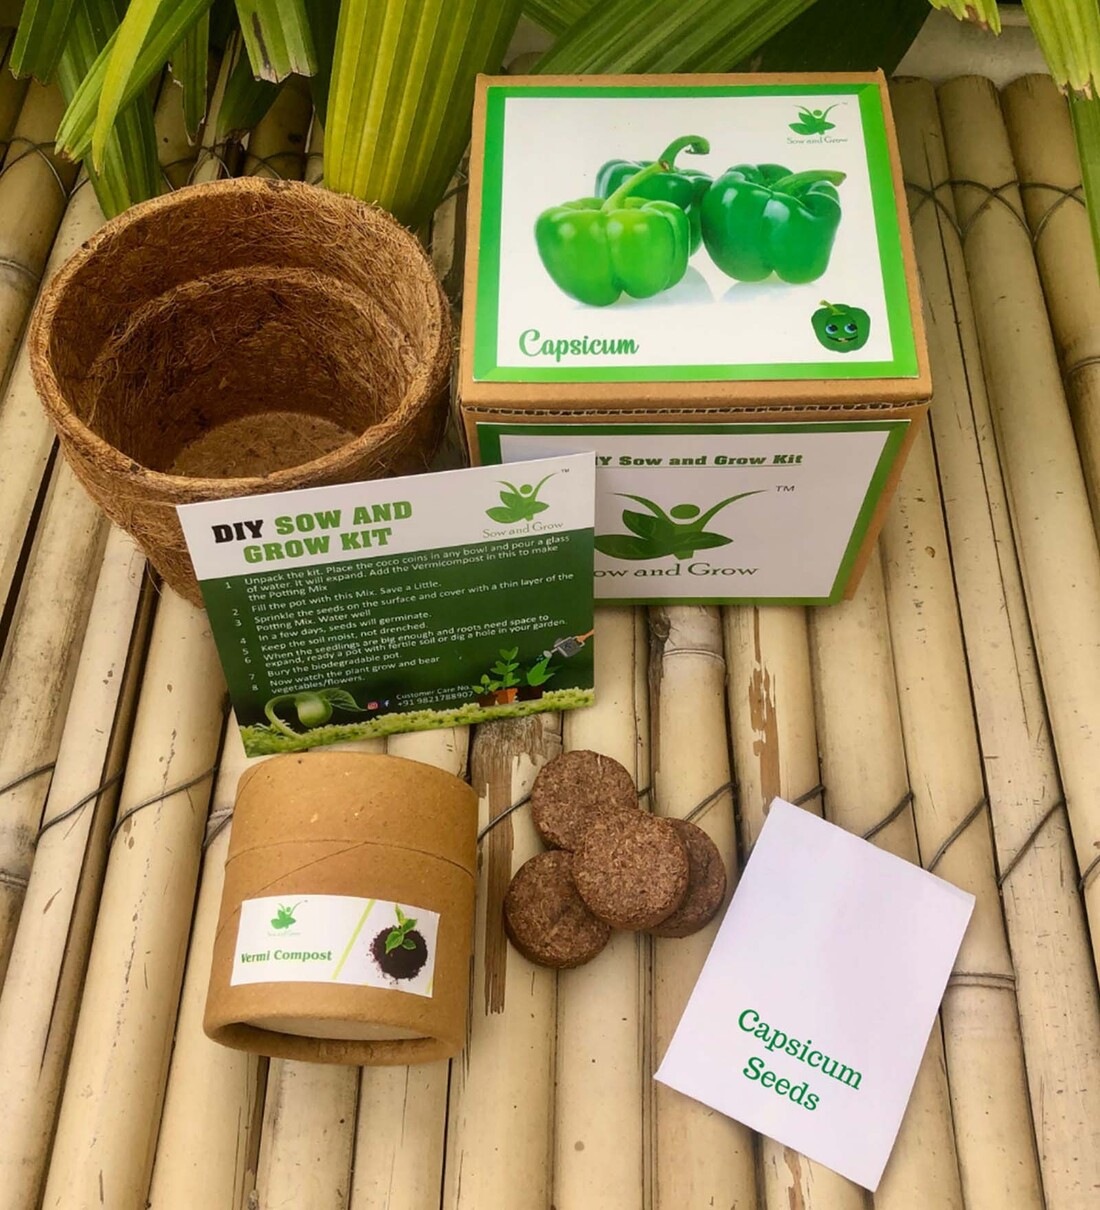 Sow and Grow
Capsicum
DIY Sow and Grow Kit
TM
Sow and Grow
DIY SOW AND
GROW KIT
TM
Sow and Grow
1 Unpack the kit. Place the coco coins in any bowl and pour a glass
of water. It will expand. Add the Vermicompost in this to make
the Potting Mix
2 Fill the pot with this Mix. Save a Little.
3 Sprinkle the seeds on the surface and cover with a thin layer of the
Potting Mix. Water well
4 In a few days, seeds will germinate.
5 Keep the soil moist, not drenched.
6 When the seedlings are big enough and roots need space to
expand, ready a pot with fertile soil or dig a hole in your garden.
7 Bury the biodegradable pot.
8 Now watch the plant grow and bear
vegetables/flowers.
Customer Care No.
+91 9821788907
Sow and Grow
Vermi Compost
Capsicum
Seeds